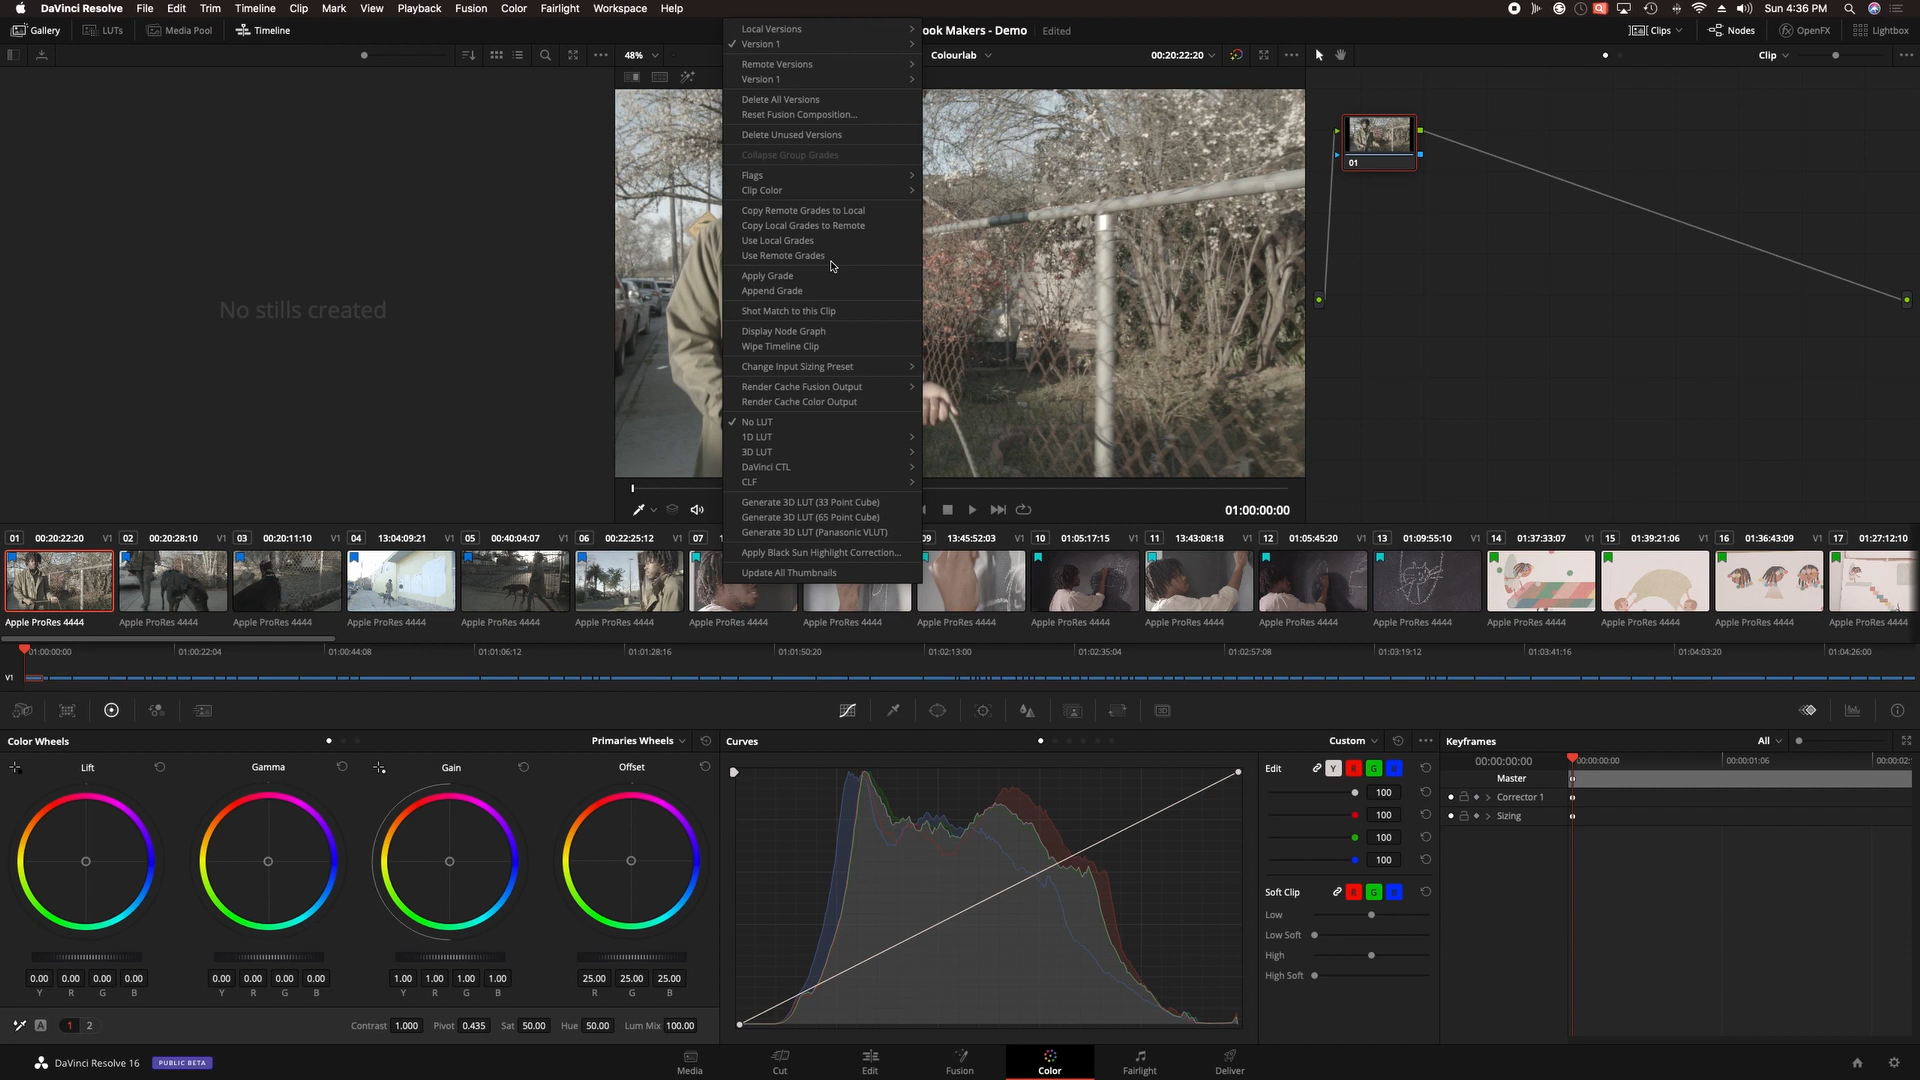 DaVinci Resolve File Edit Trim Timeline Clip Mark View Playback Fusion Color Fairlight Workspace Help Sun 4:36 PM
Gallery LUTs Media Pool Timeline ook Makers - Demo Edited Clips Nodes OpenFX Lightbox
48% Colourlab 00:20:22:20 Clip
Local Versions
Version 1
Remote Versions
Version 1
Delete All Versions
Reset Fusion Composition...
Delete Unused Versions
Collapse Group Grades
Flags
Clip Color
Copy Remote Grades to Local
Copy Local Grades to Remote
Use Local Grades
Use Remote Grades
Apply Grade
Append Grade
Shot Match to this Clip
Display Node Graph
Wipe Timeline Clip
Change Input Sizing Preset
Render Cache Fusion Output
Render Cache Color Output
No LUT
1D LUT
3D LUT
DaVinci CTL
CLF
Generate 3D LUT (33 Point Cube)
Generate 3D LUT (65 Point Cube)
Generate 3D LUT (Panasonic VLUT)
Apply Black Sun Highlight Correction...
Update All Thumbnails
No stills created
01
01:00:00:00
01 00:20:22:20 V1 02 00:20:28:10 V1 03 00:20:11:10 V1 04 13:04:09:21 V1 05 00:40:04:07 V1 06 22:25:25:12 V1 07 1 09 13:45:52:03 V1 10 01:05:17:15 V1 11 13:43:08:18 V1 12 01:05:45:20 V1 13 01:09:55:10 V1 14 01:37:33:07 V1 15 01:39:21:06 V1 16 01:36:43:09 V1 17 01:27:12:10
Apple ProRes 4444 Apple ProRes 4444 Apple ProRes 4444 Apple ProRes 4444 Apple ProRes 4444 Apple ProRes 4444 Apple ProRes 4444 Apple ProRes 4444 Apple ProRes 4444 Apple ProRes 4444 Apple ProRes 4444 Apple ProRes 4444 Apple ProRes 4444 Apple ProRes 4444 Apple ProRes 4444 Apple ProRes 4444 Apple ProRes 4444
01:00:00:00 01:00:22:04 01:00:44:08 01:01:06:12 01:01:28:16 01:01:50:20 01:02:13:00 01:02:35:04 01:02:57:08 01:03:19:12 01:03:41:16 01:04:03:20 01:04:26:00
V1
Color Wheels Primaries Wheels
Lift Gamma Gain Offset
0.00 0.00 0.00 0.00 0.00 0.00 0.00 0.00 1.00 1.00 1.00 1.00 25.00 25.00 25.00
Y R G B Y R G B Y R G B R G B
A 1 2 Contrast 1.000 Pivot 0.435 Sat 50.00 Hue 50.00 Lum Mix 100.00
Curves Custom
Edit Y R G B
100
100
100
100
Soft Clip R G B
Low
Low Soft
High
High Soft
Keyframes All
00:00:00:00 00:00:00:00 00:00:01:06 00:00:02:
Master
Corrector 1
Sizing
DaVinci Resolve 16 PUBLIC BETA
Media Cut Edit Fusion Color Fairlight Deliver